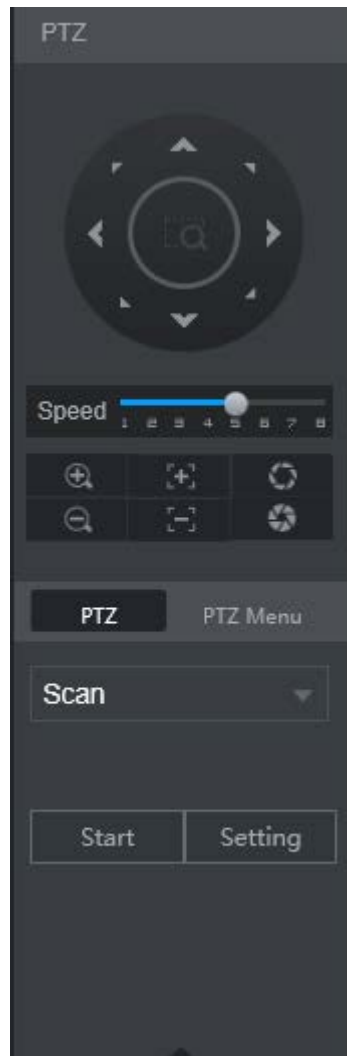 PTZ
Speed
1 2 3 4 5 6 7 8
PTZ PTZ Menu
Scan
Start Setting